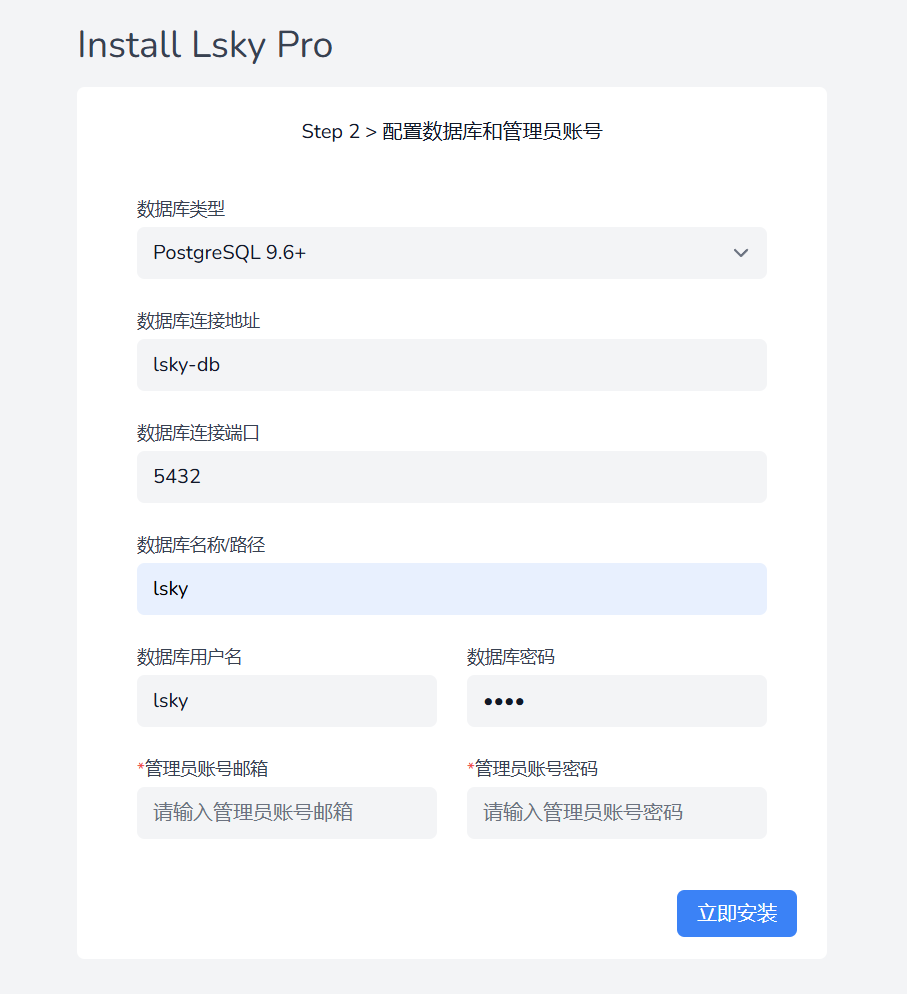 Install Lsky Pro
Step 2 > 配置数据库和管理员账号
数据库类型
PostgreSQL 9.6+
数据库连接地址
lsky-db
数据库连接端口
5432
数据库名称/路径
lsky
数据库用户名 数据库密码
lsky ••••
*管理员账号邮箱 *管理员账号密码
请输入管理员账号邮箱 请输入管理员账号密码
立即安装